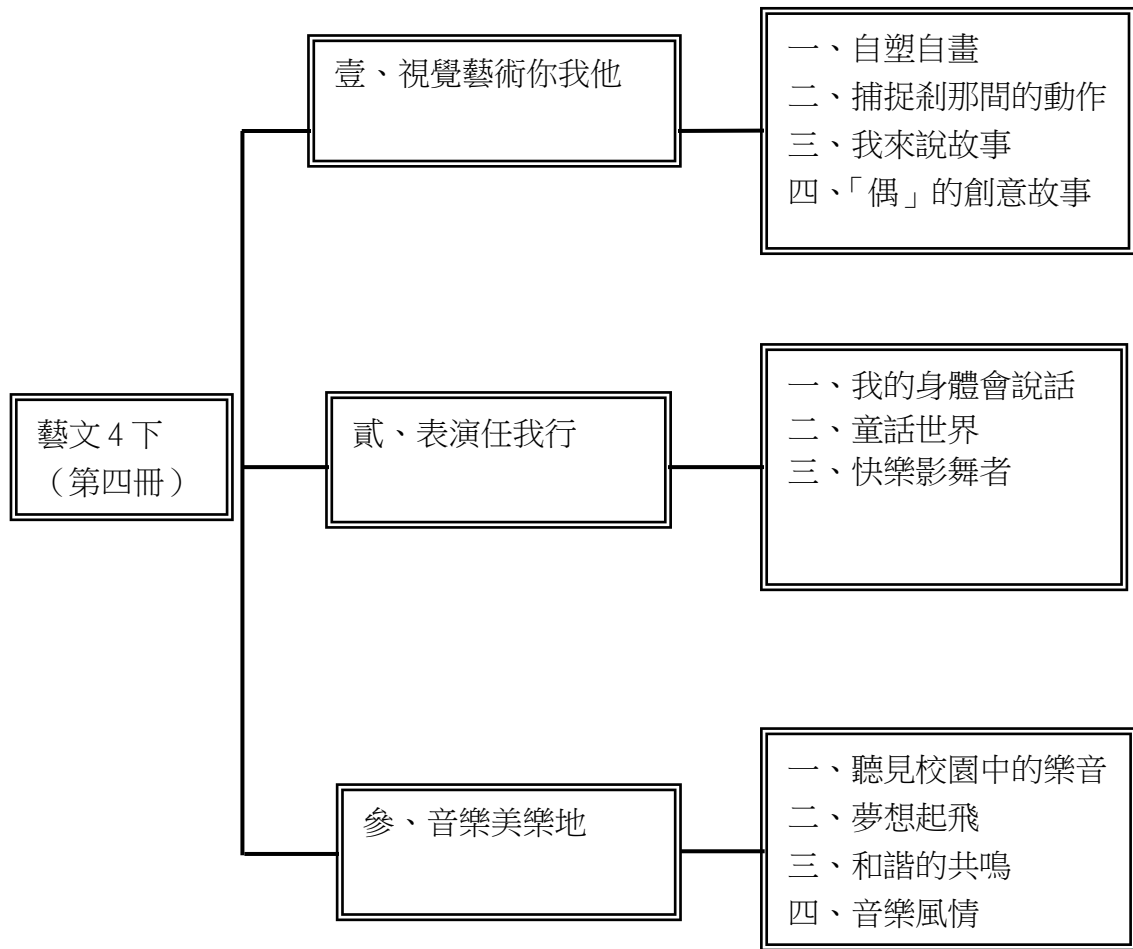 藝文4下
（第四冊）
壹、視覺藝術你我他
一、自塑自畫
二、捕捉剎那間的動作
三、我來說故事
四、「偶」的創意故事
貳、表演任我行
一、我的身體會說話
二、童話世界
三、快樂影舞者
參、音樂美樂地
一、聽見校園中的樂音
二、夢想起飛
三、和諧的共鳴
四、音樂風情